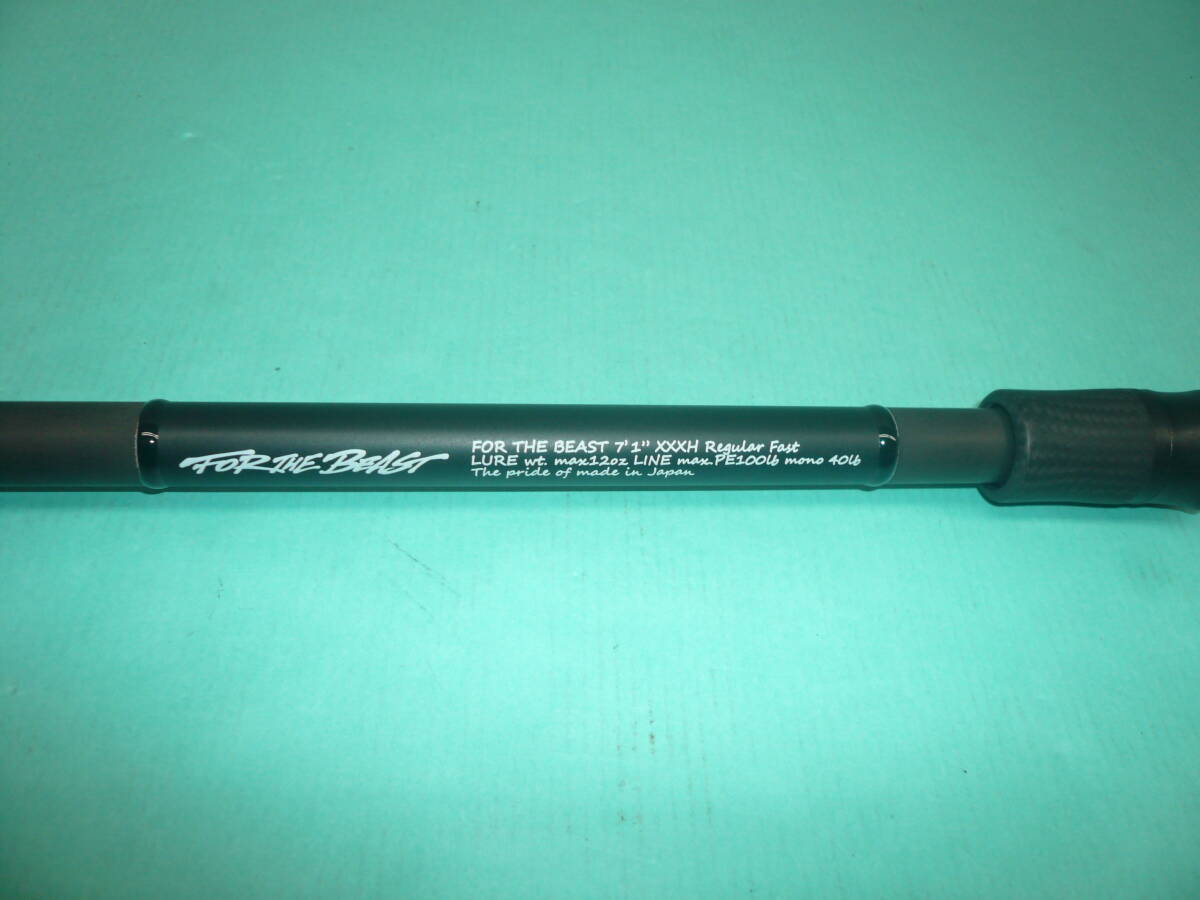 FOR THE BEAST
FOR THE BEAST 7'1" XXXH Regular Fast
LURE wt. max12oz LINE max.PE100lb mono 40lb
The pride of made in Japan